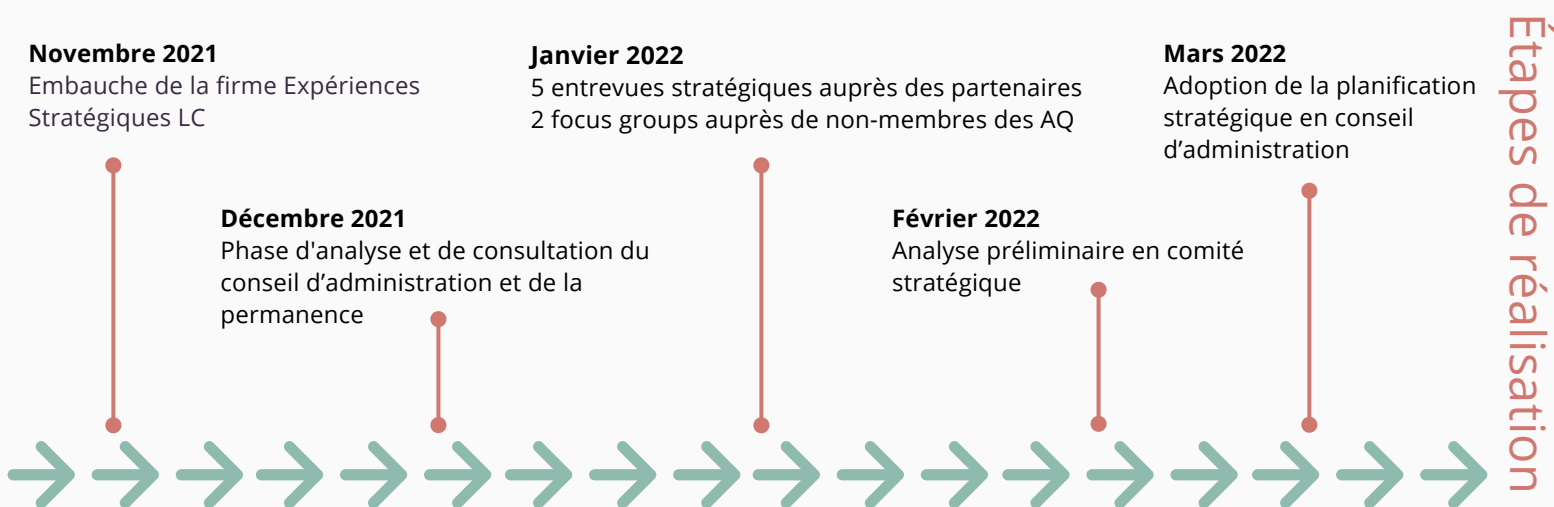 Novembre 2021
Embauche de la firme Expériences
Stratégiques LC
Décembre 2021
Phase d'analyse et de consultation du
conseil d’administration et de la
permanence
Janvier 2022
5 entrevues stratégiques auprès des partenaires
2 focus groups auprès de non-membres des AQ
Février 2022
Analyse préliminaire en comité
stratégique
Mars 2022
Adoption de la planification
stratégique en conseil
d’administration
Étapes de réalisation